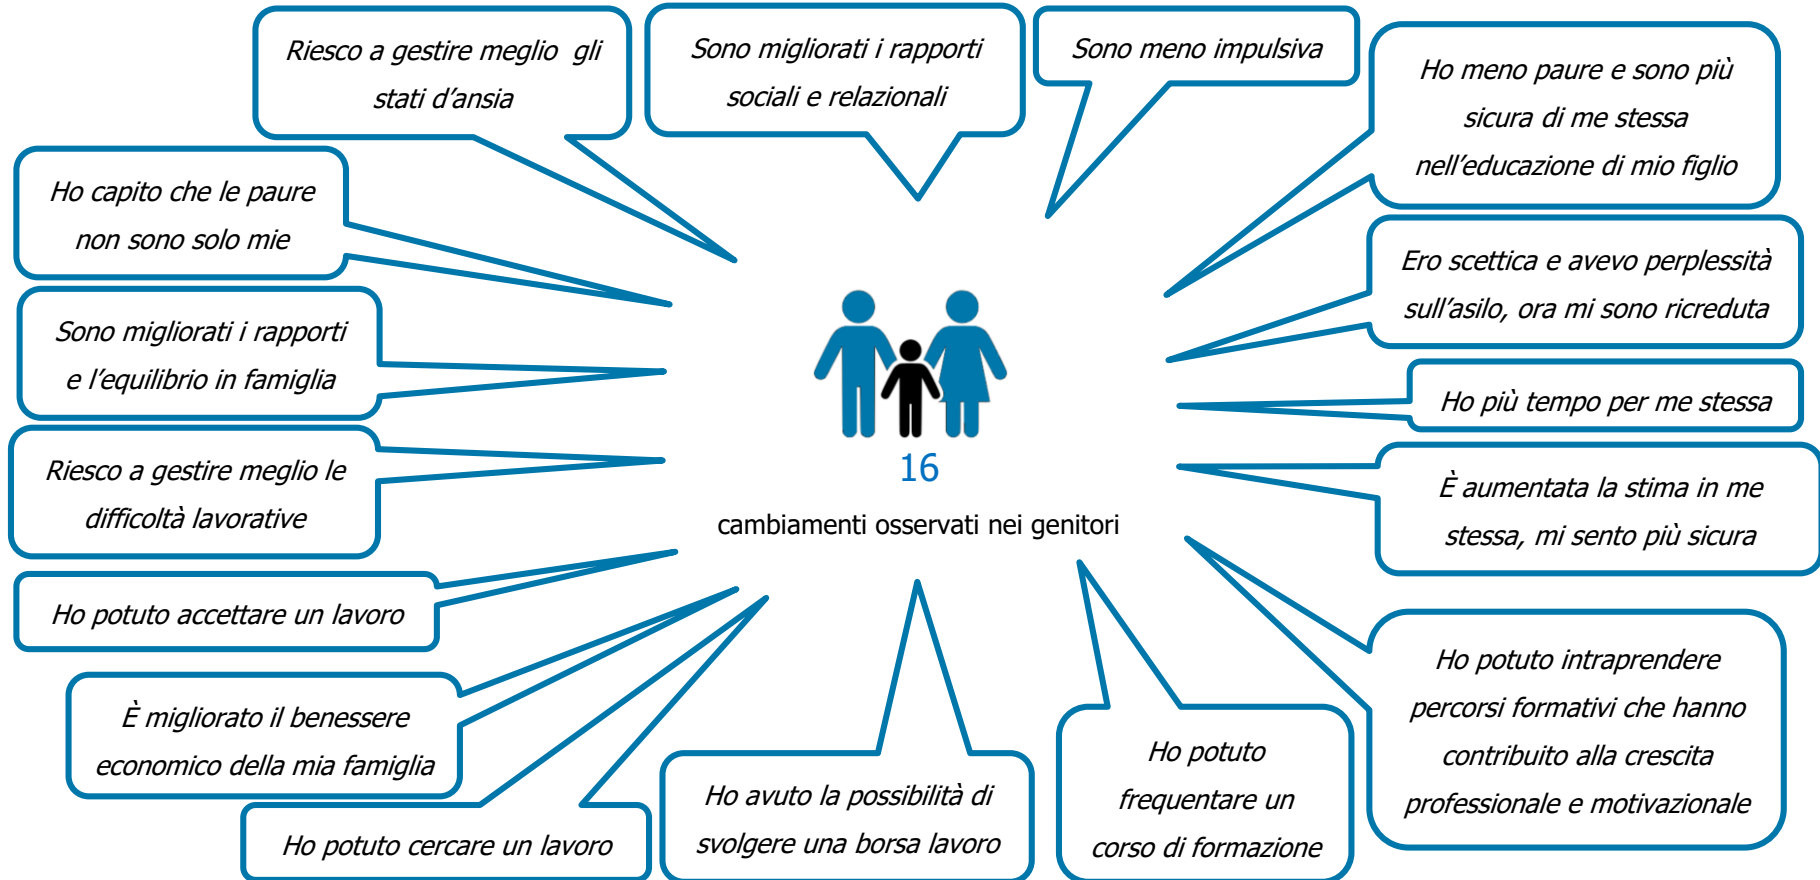 Riesco a gestire meglio gli
stati d'ansia
Sono migliorati i rapporti
sociali e relazionali
Sono meno impulsiva
Ho meno paure e sono più
sicura di me stessa
nell'educazione di mio figlio
Ho capito che le paure
non sono solo mie
Ero scettica e avevo perplessità
sull'asilo, ora mi sono ricreduta
Sono migliorati i rapporti
e l'equilibrio in famiglia
Ho più tempo per me stessa
Riesco a gestire meglio le
difficoltà lavorative
16
cambiamenti osservati nei genitori
È aumentata la stima in me
stessa, mi sento più sicura
Ho potuto accettare un lavoro
Ho potuto intraprendere
percorsi formativi che hanno
contribuito alla crescita
professionale e motivazionale
È migliorato il benessere
economico della mia famiglia
Ho potuto cercare un lavoro
Ho avuto la possibilità di
svolgere una borsa lavoro
Ho potuto
frequentare un
corso di formazione